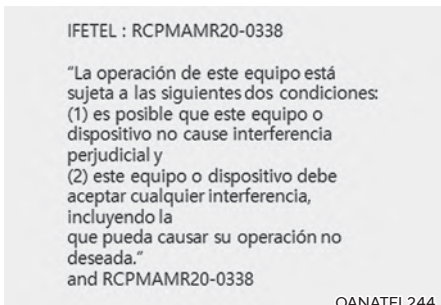 IFETEL : RCPMAMR20-0338
“La operación de este equipo está
sujeta a las siguientes dos condiciones:
(1) es posible que este equipo o
dispositivo no cause interferencia
perjudicial y
(2) este equipo o dispositivo debe
aceptar cualquier interferencia,
incluyendo la
que pueda causar su operación no
deseada.”
and RCPMAMR20-0338
OANATEL244